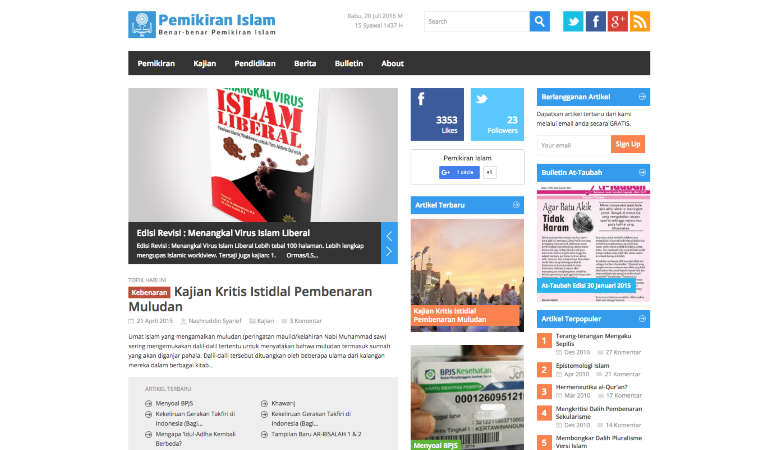 Pemikiran Islam
Benar-benar Pemikiran Islam
Rabu, 20 Juli 2016 M
15 Syawal 1437 H
Search
Pemikiran
Kajian
Pendidikan
Berita
Bulletin
About
MENANGKAL VIRUS
ISLAM
LIBERAL
Edisi Revisi : Menangkal Virus Islam Liberal
Edisi Revisi : Menangkal Virus Islam Liberal Lebih tebal 100 halaman. Lebih lengkap
mengupas Islamic workview. Tersaji juga kajian: 1. Ormas/LS...
TOPIK HARI INI
Kebenaran Kajian Kritis Istidlal Pembenaran
Muludan
21 April 2015 Nashruddin Syarief Kajian 3 Komentar
Umat Islam yang mengamalkan muludan (peringatan maulid/kelahiran Nabi Muhammad saw)
sering mengemukakan dalil-dalil tertentu untuk menyatakan bahwa muludan termasuk sunnah
yang akan diganjar pahala. Dalil-dalil tersebut dituangkan oleh beberapa ulama dari kalangan
mereka dalam berbagai kitab...
ARTIKEL TERBARU
Menyoal BPJS
Kekeliruan Gerakan Takfiri di
Indonesia (Bagi...
Mengapa 'Idul-Adlha Kembali
Berbeda?
Khawarij
Kekeliruan Gerakan Takfiri di
Indonesia (Bagi...
Tampilan Baru AR-RISALAH 1 & 2
3353
Likes
23
Followers
Pemikiran Islam
Artikel Terbaru
Kajian Kritis Istidlal
Pembenaran Muludan
BPJS Kesehatan
Badan Penyelenggara Jaminan Sosial
0001260951
Menyoal BPJS
Berlangganan Artikel
Dapatkan artikel terbaru dari kami
melalui email anda secara GRATIS.
Your email
Sign Up
Bulletin At-Taubah
Agar Batu Akik
Tidak
Haram
At-Taubah Edisi 30 Januari 2015
Artikel Terpopuler
1 Terang-terangan Mengaku
Sepilis
Des 2010 27 Komentar
2 Epistemologi Islam
Apr 2010 21 Komentar
3 Hermeneutika al-Qur'an?
Mar 2010 17 Komentar
4 Mengkritisi Dalih Pembenaran
Sekularisme
Des 2010
5 Membongkar Dalih Pluralisme
Versi Islam